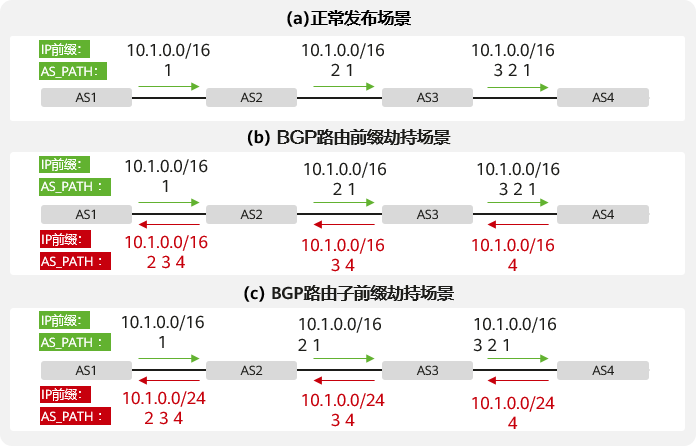 (a)正常发布场景
IP前缀： 10.1.0.0/16 10.1.0.0/16 10.1.0.0/16
AS_PATH： 1 2 1 3 2 1
AS1 AS2 AS3 AS4
(b) BGP路由前缀劫持场景
IP前缀： 10.1.0.0/16 10.1.0.0/16 10.1.0.0/16
AS_PATH ： 1 2 1 3 2 1
AS1 AS2 AS3 AS4
IP前缀： 10.1.0.0/16 10.1.0.0/16 10.1.0.0/16
AS_PATH ： 2 3 4 3 4 4
(c) BGP路由子前缀劫持场景
IP前缀： 10.1.0.0/16 10.1.0.0/16 10.1.0.0/16
AS_PATH ： 1 2 1 3 2 1
AS1 AS2 AS3 AS4
IP前缀： 10.1.0.0/24 10.1.0.0/24 10.1.0.0/24
AS_PATH ： 2 3 4 3 4 4